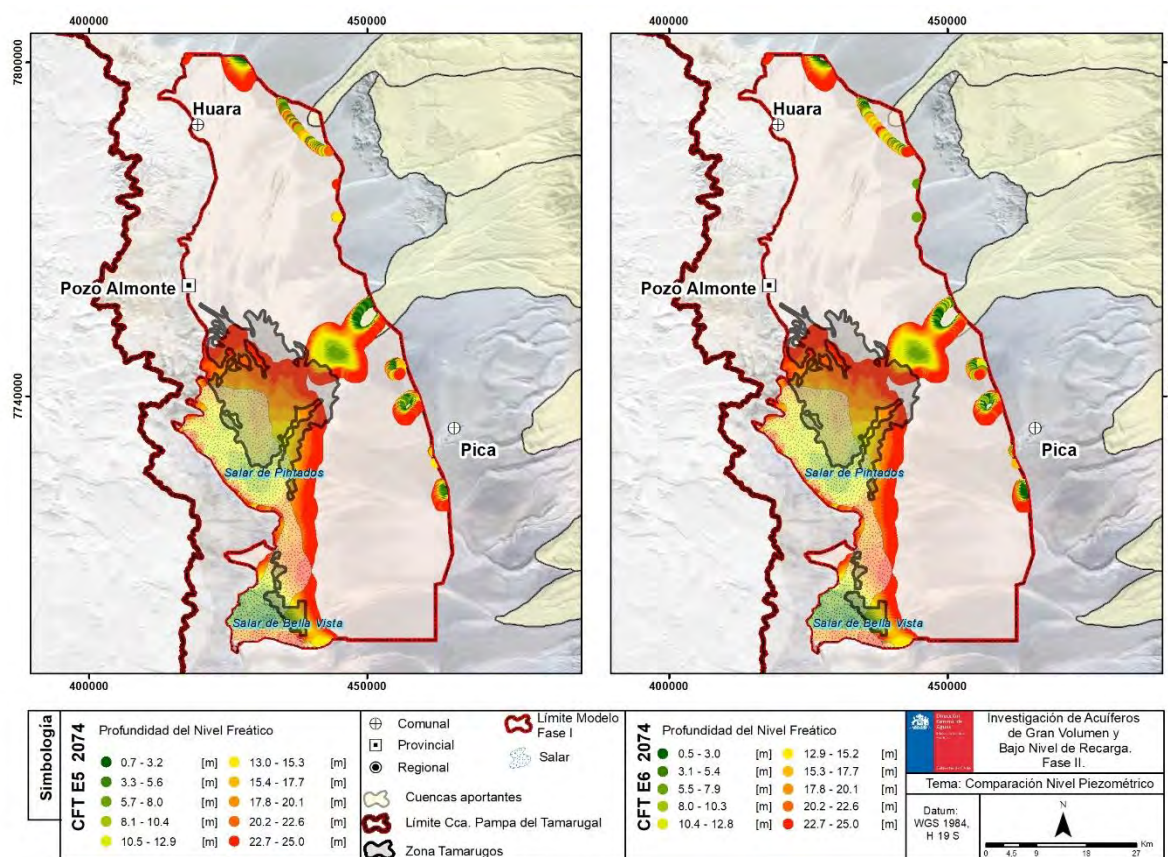 400000 450000
400000 450000
7800000
7740000
Huara
Pozo Almonte
Pica
Salar de Pintados
Salar de Bella Vista
Huara
Pozo Almonte
Pica
Salar de Pintados
Salar de Bella Vista
400000 450000
400000 450000
Simbología
CFT E5 2074
Profundidad del Nivel Freático
0.7 - 3.2 [m] 13.0 - 15.3 [m]
3.3 - 5.6 [m] 15.4 - 17.7 [m]
5.7 - 8.0 [m] 17.8 - 20.1 [m]
8.1 - 10.4 [m] 20.2 - 22.6 [m]
10.5 - 12.9 [m] 22.7 - 25.0 [m]
Comunal
Provincial
Regional
Cuencas aportantes
Límite Cca. Pampa del Tamarugal
Zona Tamarugos
Límite Modelo
Fase I
Salar
CFT E6 2074
Profundidad del Nivel Freático
0.5 - 3.0 [m] 12.9 - 15.2 [m]
3.1 - 5.4 [m] 15.3 - 17.7 [m]
5.5 - 7.9 [m] 17.8 - 20.1 [m]
8.0 - 10.3 [m] 20.2 - 22.6 [m]
10.4 - 12.8 [m] 22.7 - 25.0 [m]
Investigación de Acuíferos
de Gran Volumen y
Bajo Nivel de Recarga.
Fase II.
Tema: Comparación Nivel Piezométrico
Datum:
WGS 1984,
H 19 S
N
Km
0 4,5 9 18 27